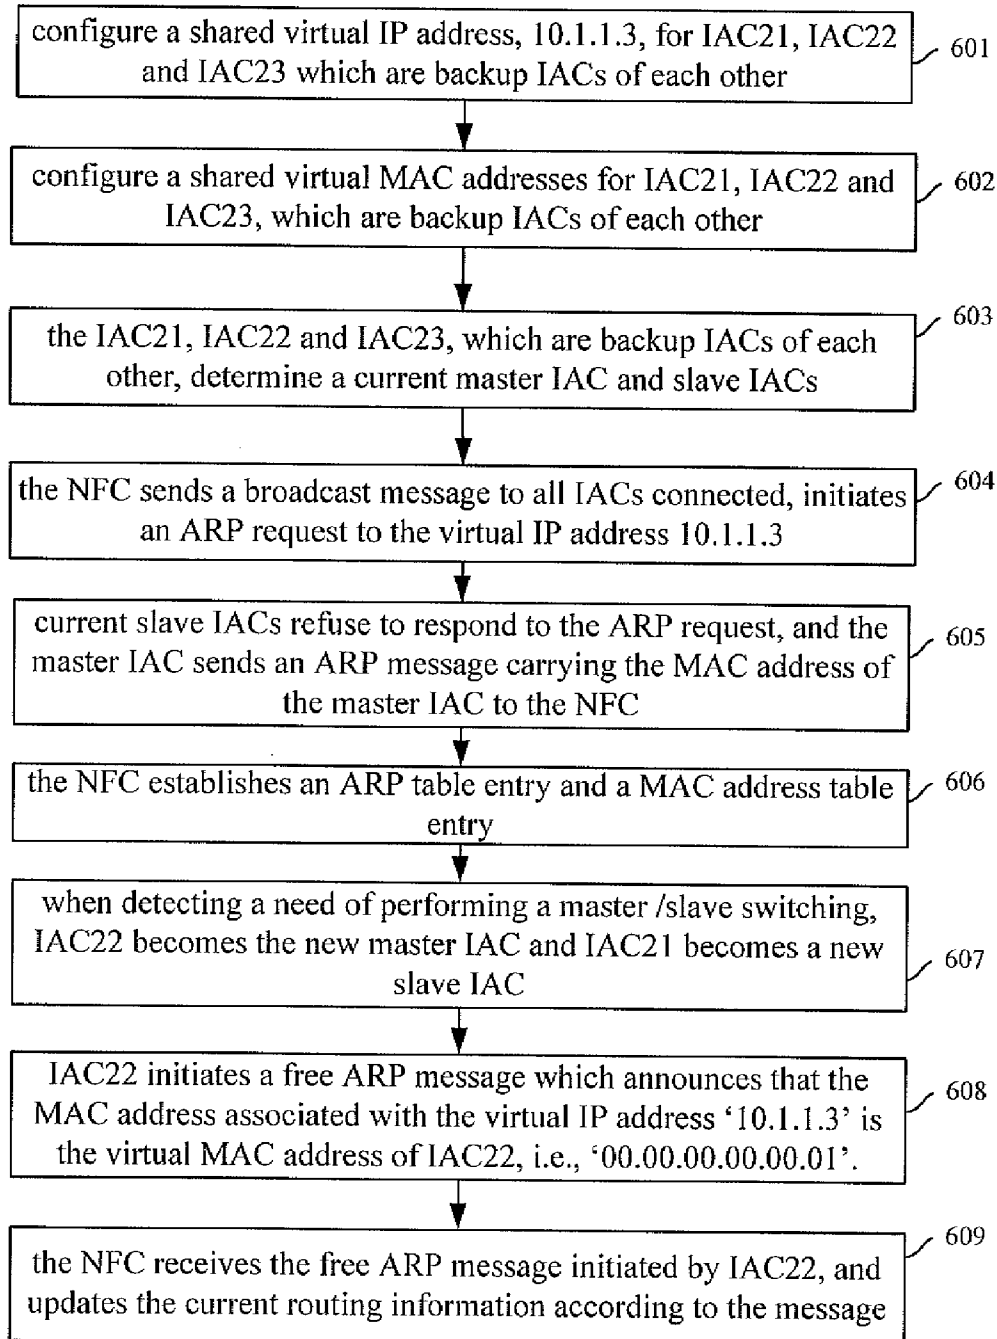 configure a shared virtual IP address, 10.1.1.3, for IAC21, IAC22
and IAC23 which are backup IACs of each other
601
configure a shared virtual MAC addresses for IAC21, IAC22 and
IAC23, which are backup IACs of each other
602
the IAC21, IAC22 and IAC23, which are backup IACs of each
other, determine a current master IAC and slave IACs
603
the NFC sends a broadcast message to all IACs connected, initiates
an ARP request to the virtual IP address 10.1.1.3
604
current slave IACs refuse to respond to the ARP request, and the
master IAC sends an ARP message carrying the MAC address of
the master IAC to the NFC
605
the NFC establishes an ARP table entry and a MAC address table
entry
606
when detecting a need of performing a master /slave switching,
IAC22 becomes the new master IAC and IAC21 becomes a new
slave IAC
607
IAC22 initiates a free ARP message which announces that the
MAC address associated with the virtual IP address ‘10.1.1.3’ is
the virtual MAC address of IAC22, i.e., ‘00.00.00.00.00.01’.
608
the NFC receives the free ARP message initiated by IAC22, and
updates the current routing information according to the message
609